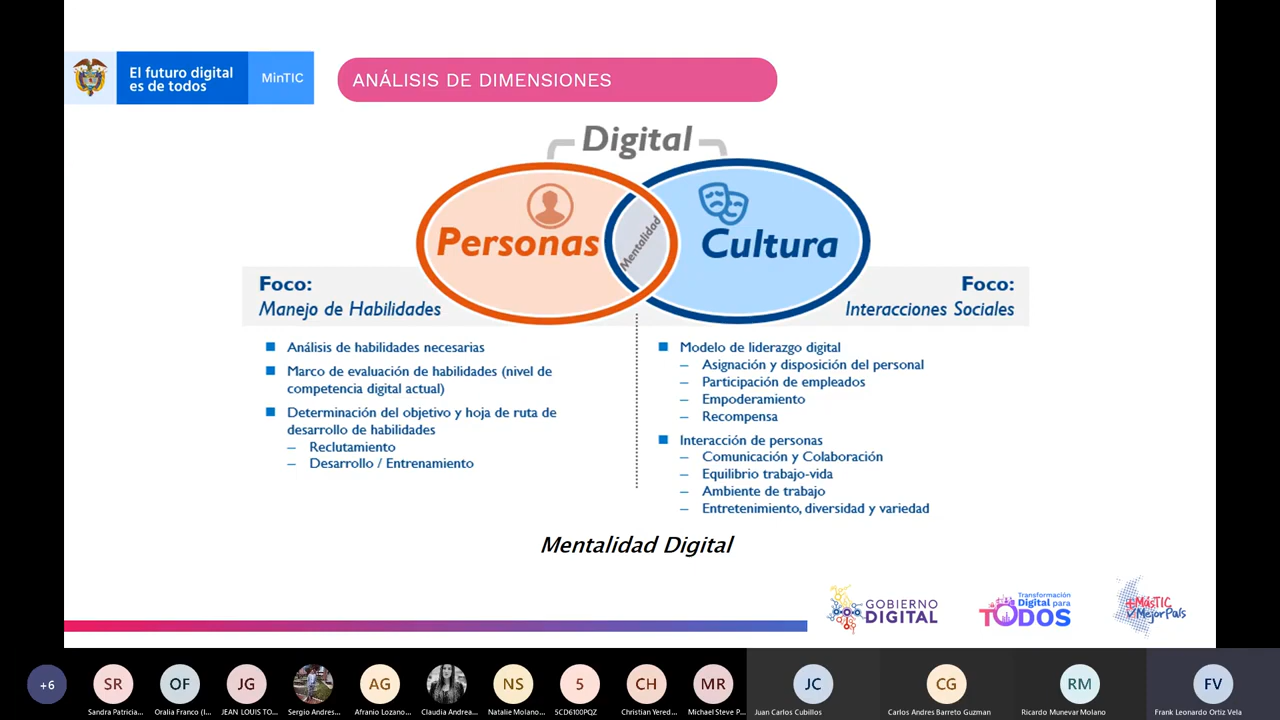 El futuro digital
es de todos
MinTIC
ANÁLISIS DE DIMENSIONES
Digital
Personas
Mentalidad
Cultura
Foco:
Manejo de Habilidades
Foco:
Interacciones Sociales
Análisis de habilidades necesarias
Marco de evaluación de habilidades (nivel de
competencia digital actual)
Determinación del objetivo y hoja de ruta de
desarrollo de habilidades
– Reclutamiento
– Desarrollo / Entrenamiento
Modelo de liderazgo digital
– Asignación y disposición del personal
– Participación de empleados
– Empoderamiento
– Recompensa
Interacción de personas
– Comunicación y Colaboración
– Equilibrio trabajo-vida
– Ambiente de trabajo
– Entretenimiento, diversidad y variedad
Mentalidad Digital
GOBIERNO
DIGITAL
Transformación
Digital para
TODOS
+MásTIC
✓MejorPaís
+6
SR
OF
JG
AG
NS
5
CH
MR
JC
CG
RM
FV
Sandra Patricia...
Oralia Franco (I...
JEAN LOUIS TO...
Sergio Andres...
Afranio Lozano...
Claudia Andrea...
Natalie Molano...
SCD6100PQZ
Christian Yered...
Michael Steve P...
Juan Carlos Cubillos
Carlos Andres Barreto Guzman
Ricardo Munevar Molano
Frank Leonardo Ortiz Vela